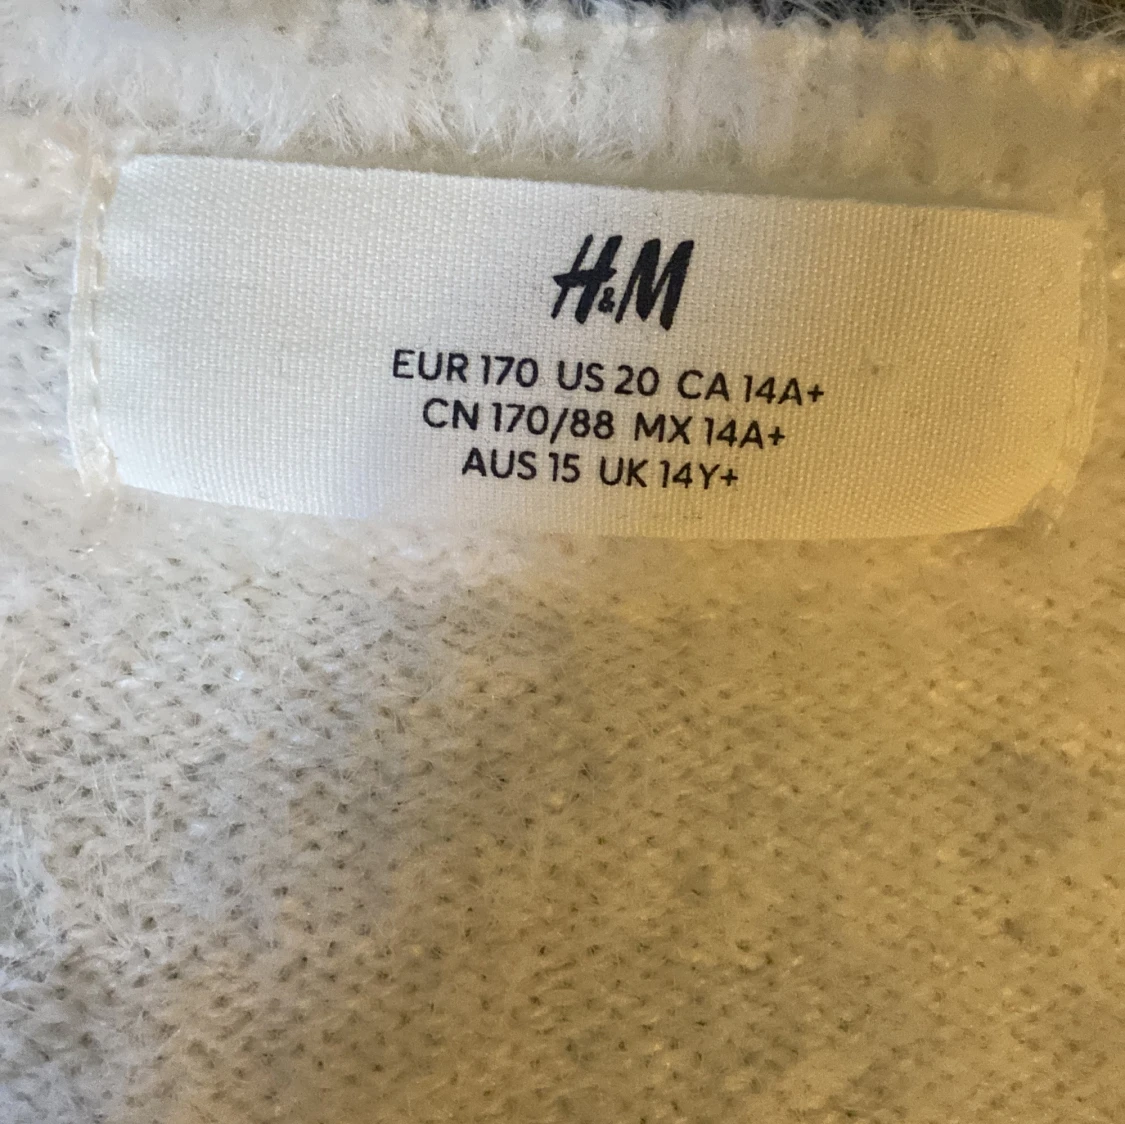 H&M
EUR 170 US 20 CA 14A+
CN 170/88 MX 14A+
AUS 15 UK 14Y+